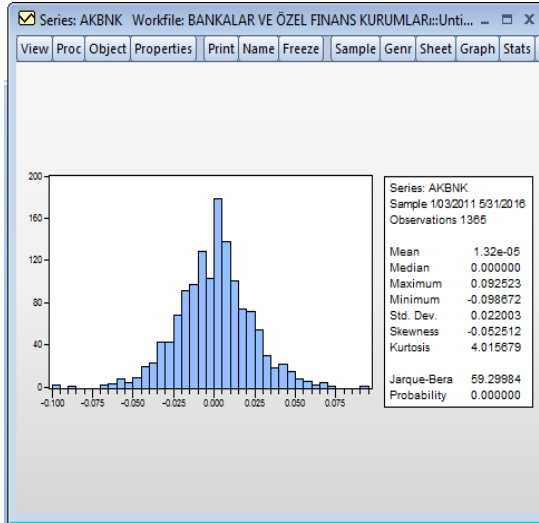 Series: AKBNK Workfile: BANKALAR VE ÖZEL FINANS KURUMLARı::Unti...
View Proc Object Properties Print Name Freeze Sample Genr Sheet Graph Stats
200
160
120
80
40
0
-0.100 -0.075 -0.050 -0.025 0.000 0.025 0.050 0.075
Series: AKBNK
Sample 1/03/2011 5/31/2016
Observations 1365
Mean 1.32e-05
Median 0.000000
Maximum 0.092523
Minimum -0.098672
Std. Dev. 0.022003
Skewness -0.052512
Kurtosis 4.015679
Jarque-Bera 59.29984
Probability 0.000000